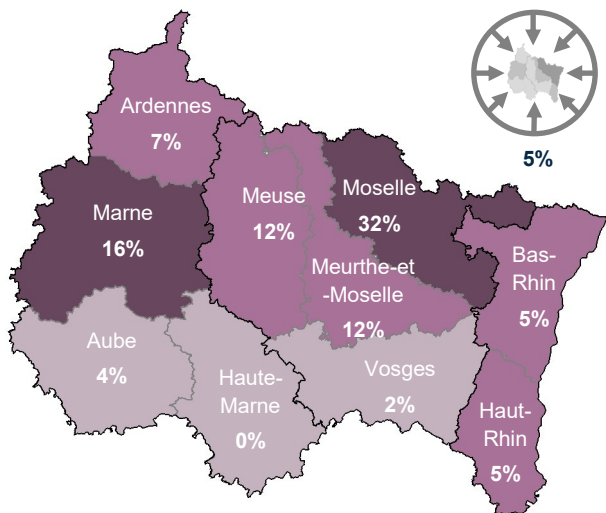 Ardennes
7%
5%
Marne
16%
Meuse
12%
Moselle
32%
Meurthe-et
-Moselle
12%
Bas-
Rhin
5%
Aube
4%
Haute-
Marne
0%
Vosges
2%
Haut-
Rhin
5%